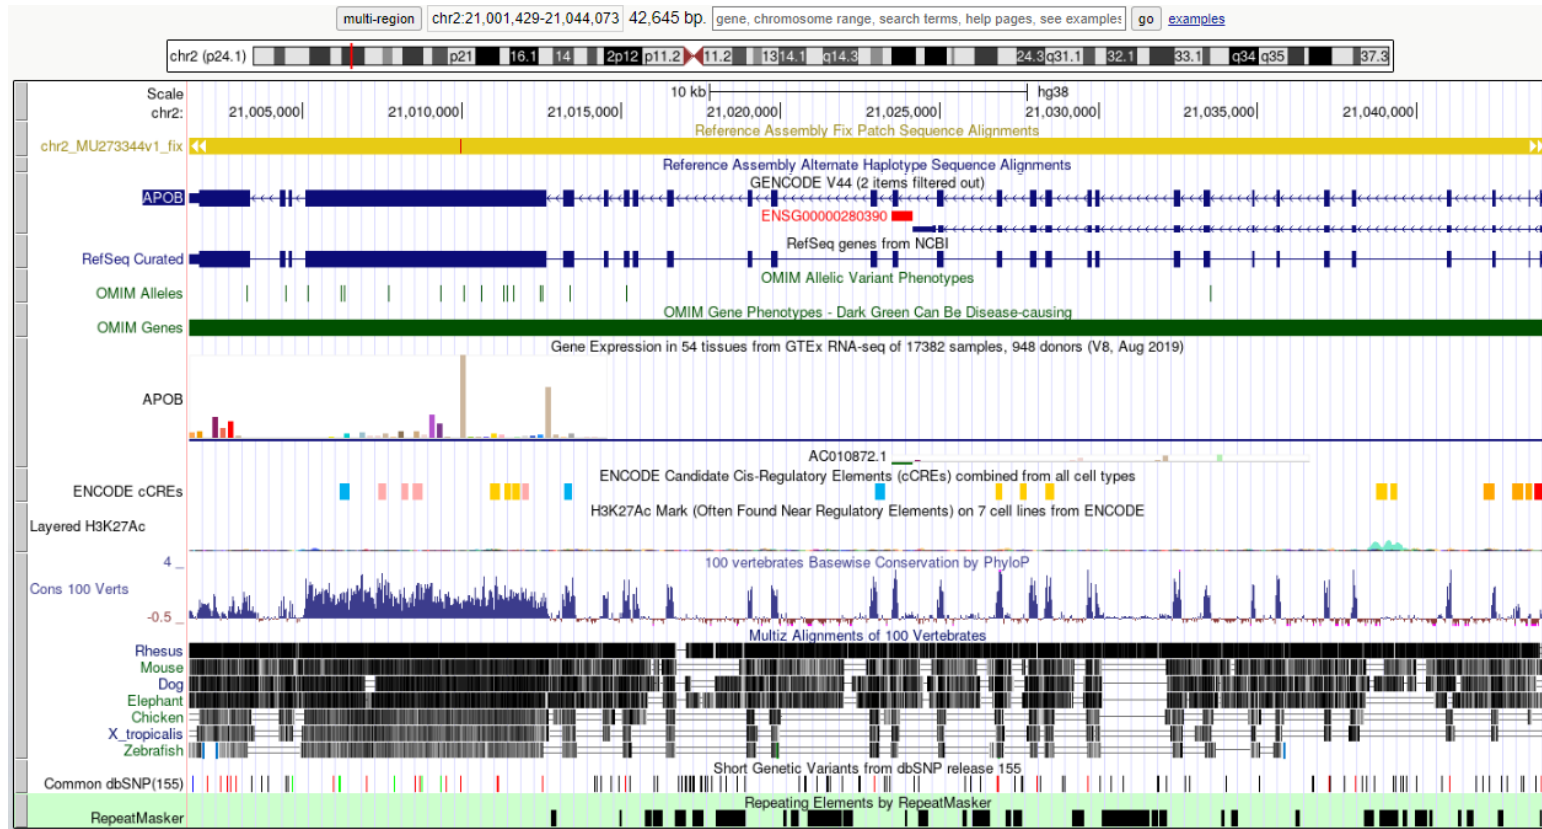 multi-region chr2:21,001,429-21,044,073 42,645 bp. gene, chromosome range, search terms, help pages, see examples go examples
chr2 (p24.1) p21 16.1 14 2p12 p11.2 11.2 13 14.1 q14.3 24.3 q31.1 32.1 33.1 q34 q35 37.3
Scale 10 kb hg38
chr2: 21,005,000 21,010,000 21,015,000 21,020,000 21,025,000 21,030,000 21,035,000 21,040,000
Reference Assembly Fix Patch Sequence Alignments
chr2_MU273344v1_fix
Reference Assembly Alternate Haplotype Sequence Alignments
GENCODE V44 (2 items filtered out)
APOB
ENSG00000280390
RefSeq genes from NCBI
RefSeq Curated
OMIM Allelic Variant Phenotypes
OMIM Alleles
OMIM Gene Phenotypes - Dark Green Can Be Disease-causing
OMIM Genes
Gene Expression in 54 tissues from GTEx RNA-seq of 17382 samples, 948 donors (V8, Aug 2019)
APOB
AC010872.1
ENCODE Candidate Cis-Regulatory Elements (cCREs) combined from all cell types
ENCODE cCREs
H3K27Ac Mark (Often Found Near Regulatory Elements) on 7 cell lines from ENCODE
Layered H3K27Ac
4 _
100 vertebrates Basewise Conservation by PhyloP
Cons 100 Verts
-0.5 _
Multiz Alignments of 100 Vertebrates
Rhesus
Mouse
Dog
Elephant
Chicken
X_tropicalis
Zebrafish
Short Genetic Variants from dbSNP release 155
Common dbSNP(155)
Repeating Elements by RepeatMasker
RepeatMasker